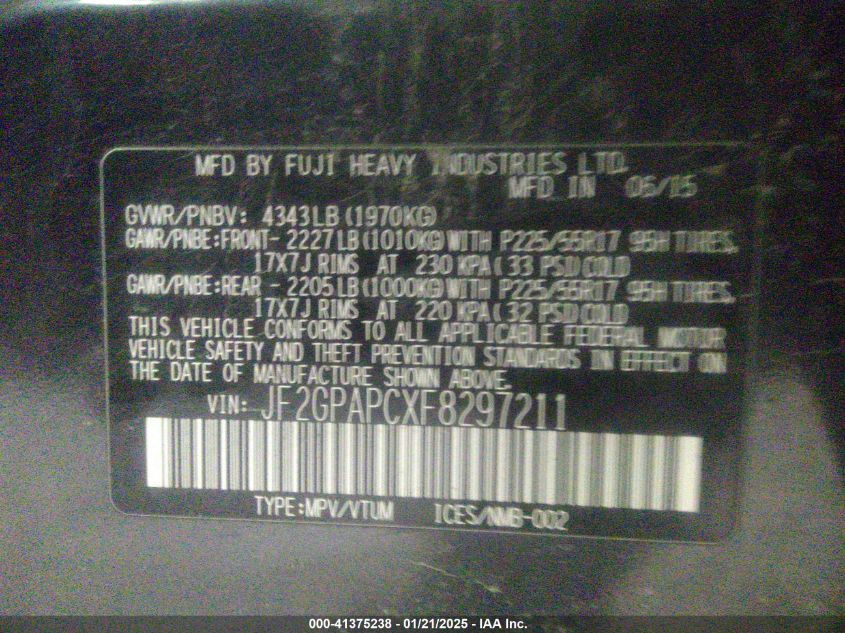 MFD BY FUJI HEAVY INDUSTRIES LTD.
MFD IN 05/15
GVWR/PNBV: 4343LB(1970KG)
GAWR/PNBE:FRONT- 2227LB(1010KG)WITH P225/55R17 95H TIRES.
17X7J RIMS AT 230 KPA(33 PSI)COLD
GAWR/PNBE:REAR - 2205LB(1000KG)WITH P225/55R17 95H TIRES.
17X7J RIMS AT 220 KPA(32 PSI)COLD
THIS VEHICLE CONFORMS TO ALL APPLICABLE FEDERAL MOTOR
VEHICLE SAFETY AND THEFT PREVENTION STANDARDS IN EFFECT ON
THE DATE OF MANUFACTURE SHOWN ABOVE.
VIN: JF2GPAPCXF8297211
TYPE:MPV/VTUM ICES/NMB-002
000-41375238 - 01/21/2025 - IAA Inc.